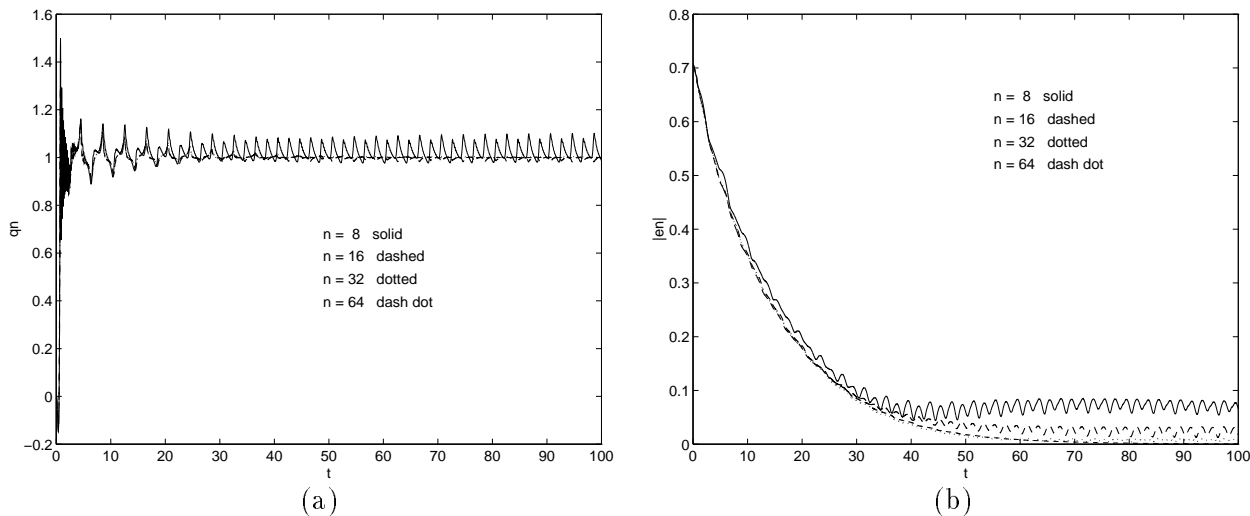 1.6
1.4
1.2
1
0.8
0.6
0.4
0.2
0
−0.2
qn
n = 8 solid
n = 16 dashed
n = 32 dotted
n = 64 dash dot
0 10 20 30 40 50 60 70 80 90 100
t
(a)
0.8
0.7
0.6
0.5
0.4
0.3
0.2
0.1
0
|en|
n = 8 solid
n = 16 dashed
n = 32 dotted
n = 64 dash dot
0 10 20 30 40 50 60 70 80 90 100
t
(b)